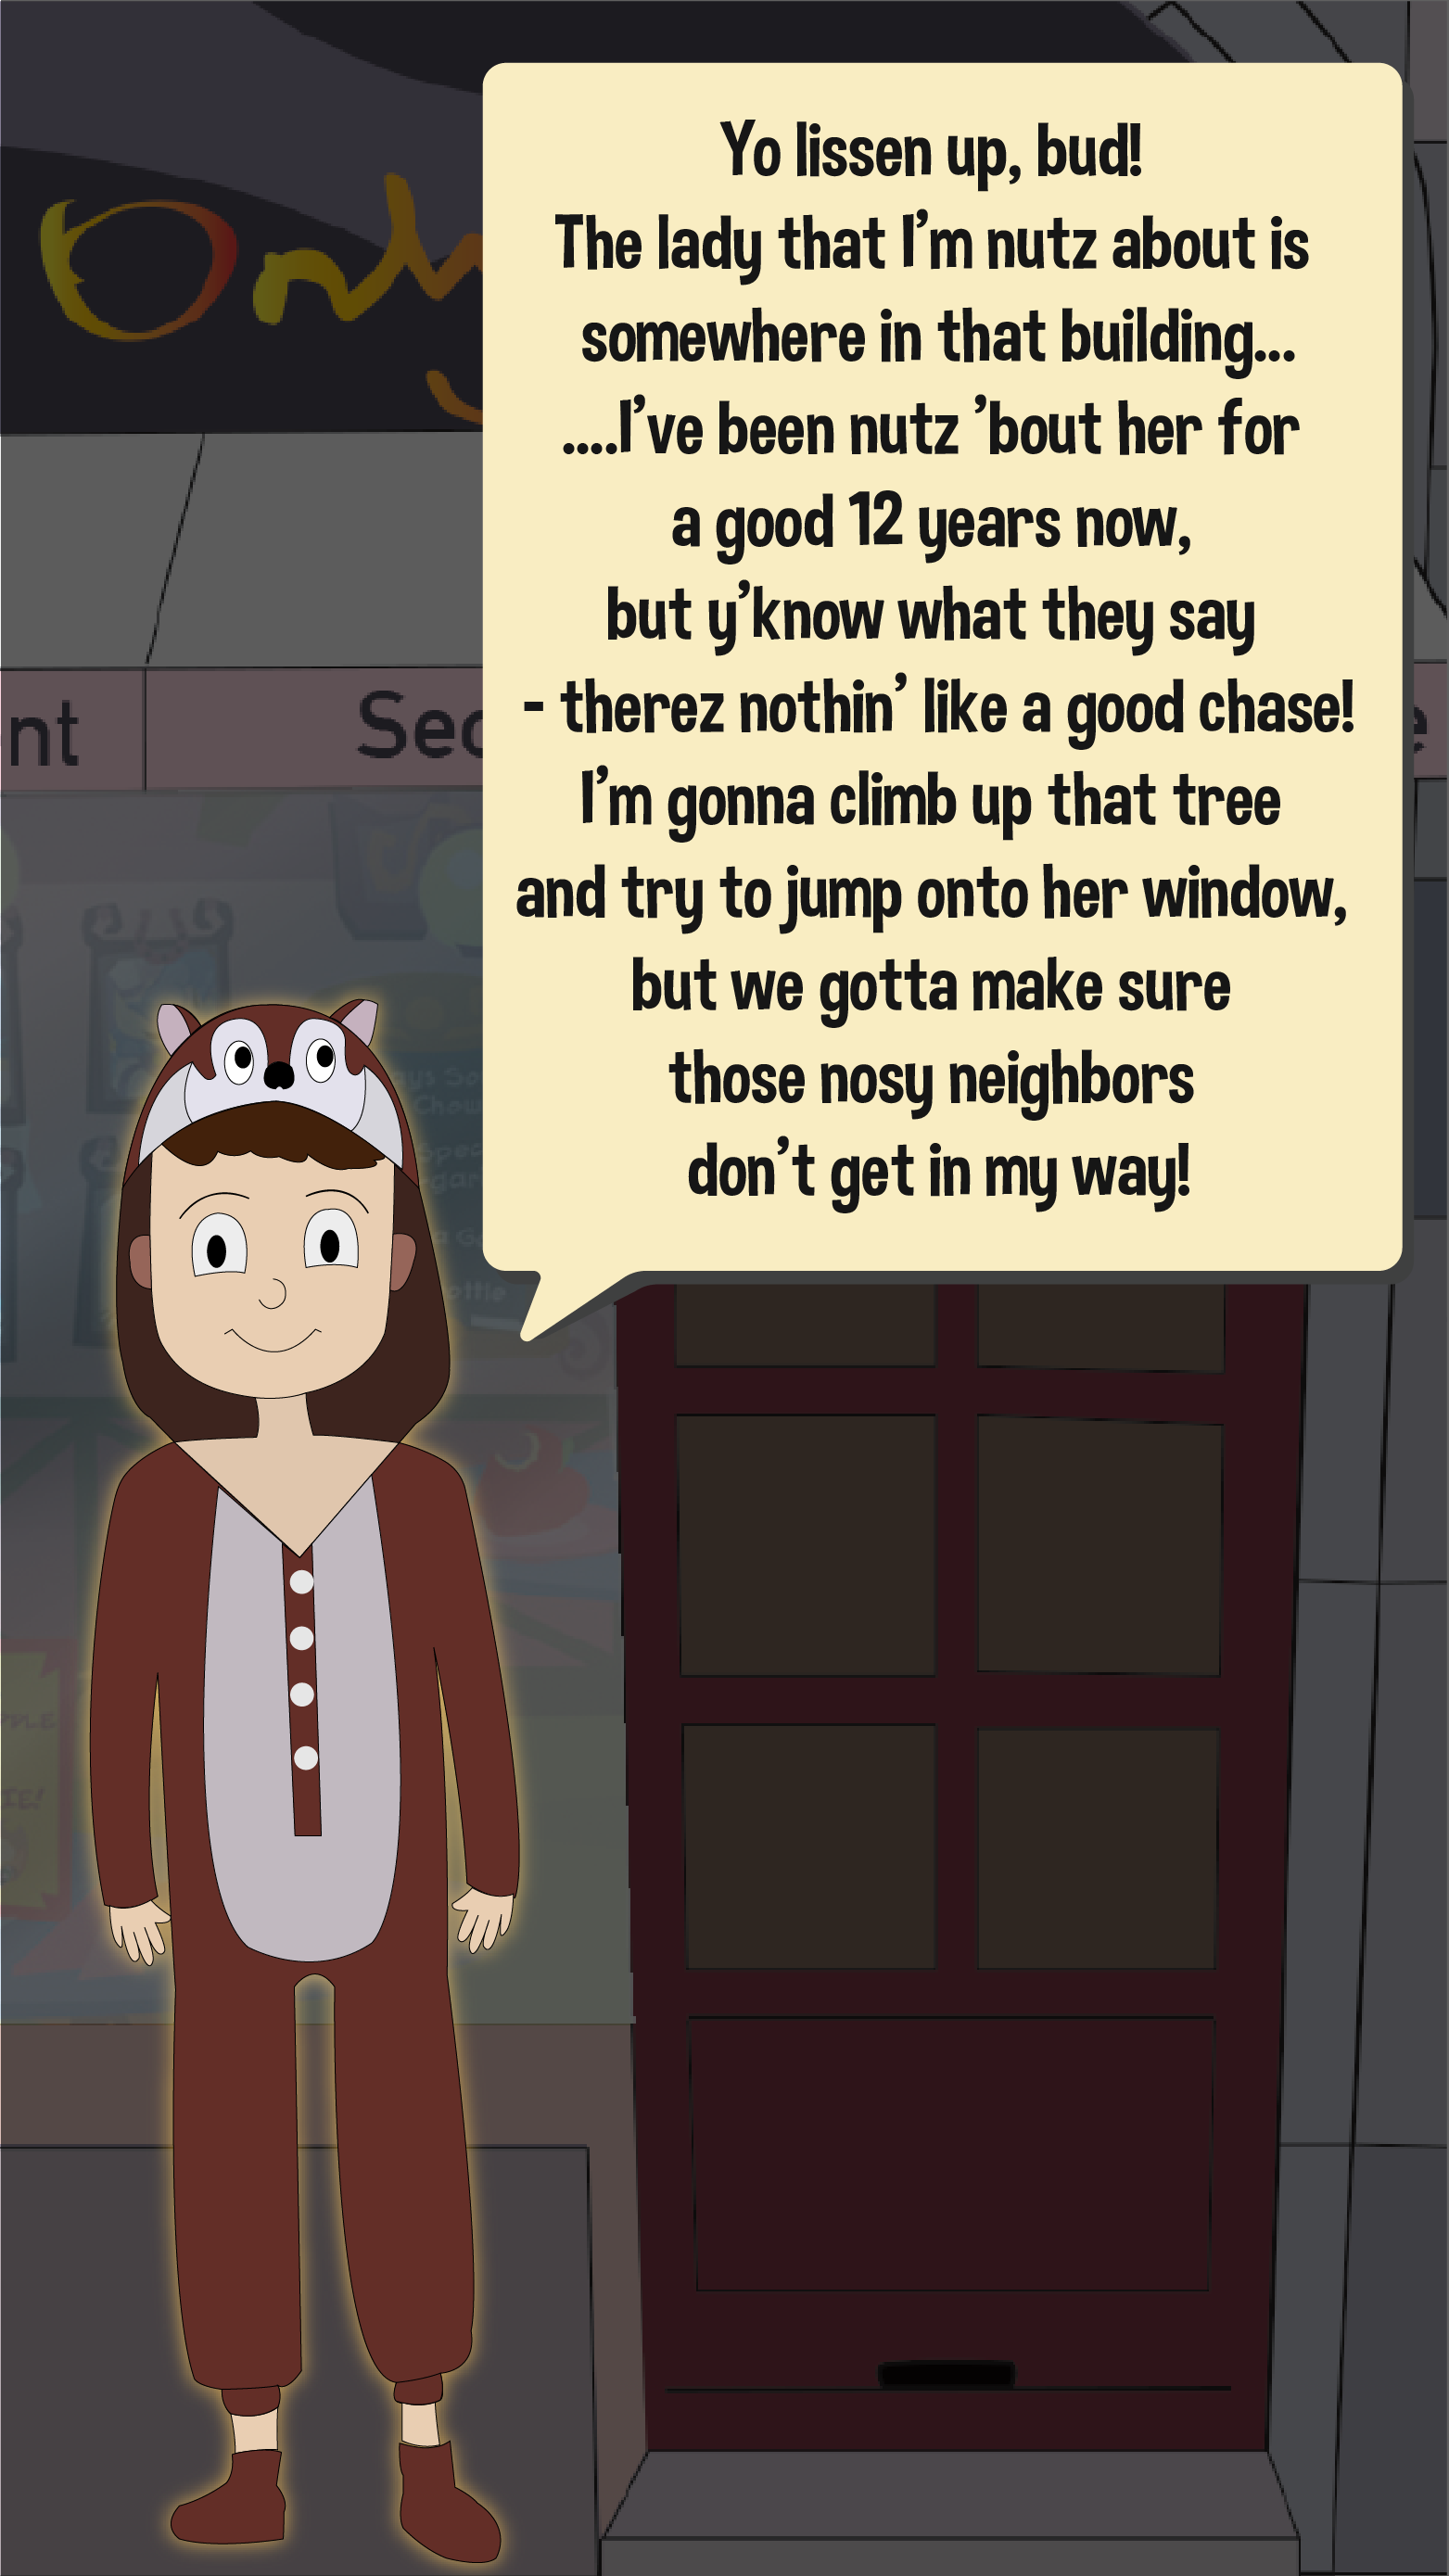 Only
Yo lissen up, bud!
The lady that I'm nutz about is
somewhere in that building...
....I've been nutz 'bout her for
a good 12 years now,
but y'know what they say
- therez nothin' like a good chase!
I'm gonna climb up that tree
and try to jump onto her window,
but we gotta make sure
those nosy neighbors
don't get in my way!
nt
Sec
e